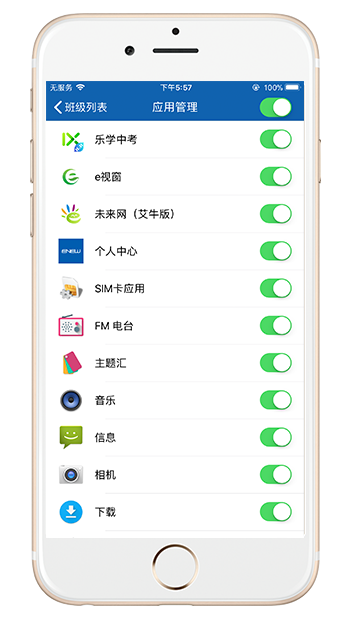 无服务 下午5:57 100%
班级列表 应用管理
乐学中考
e视窗
未来网（艾牛版）
ENEW 个人中心
SIM卡应用
FM 电台
主题汇
音乐
信息
相机
下载